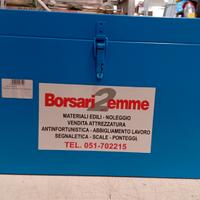 Borsari2emme
MATERIALI EDILI - NOLEGGIO
VENDITA ATTREZZATURA
ANTINFORTUNISTICA - ABBIGLIAMENTO LAVORO
SEGNALETICA - SCALE - PONTEGGI
TEL. 051-702215